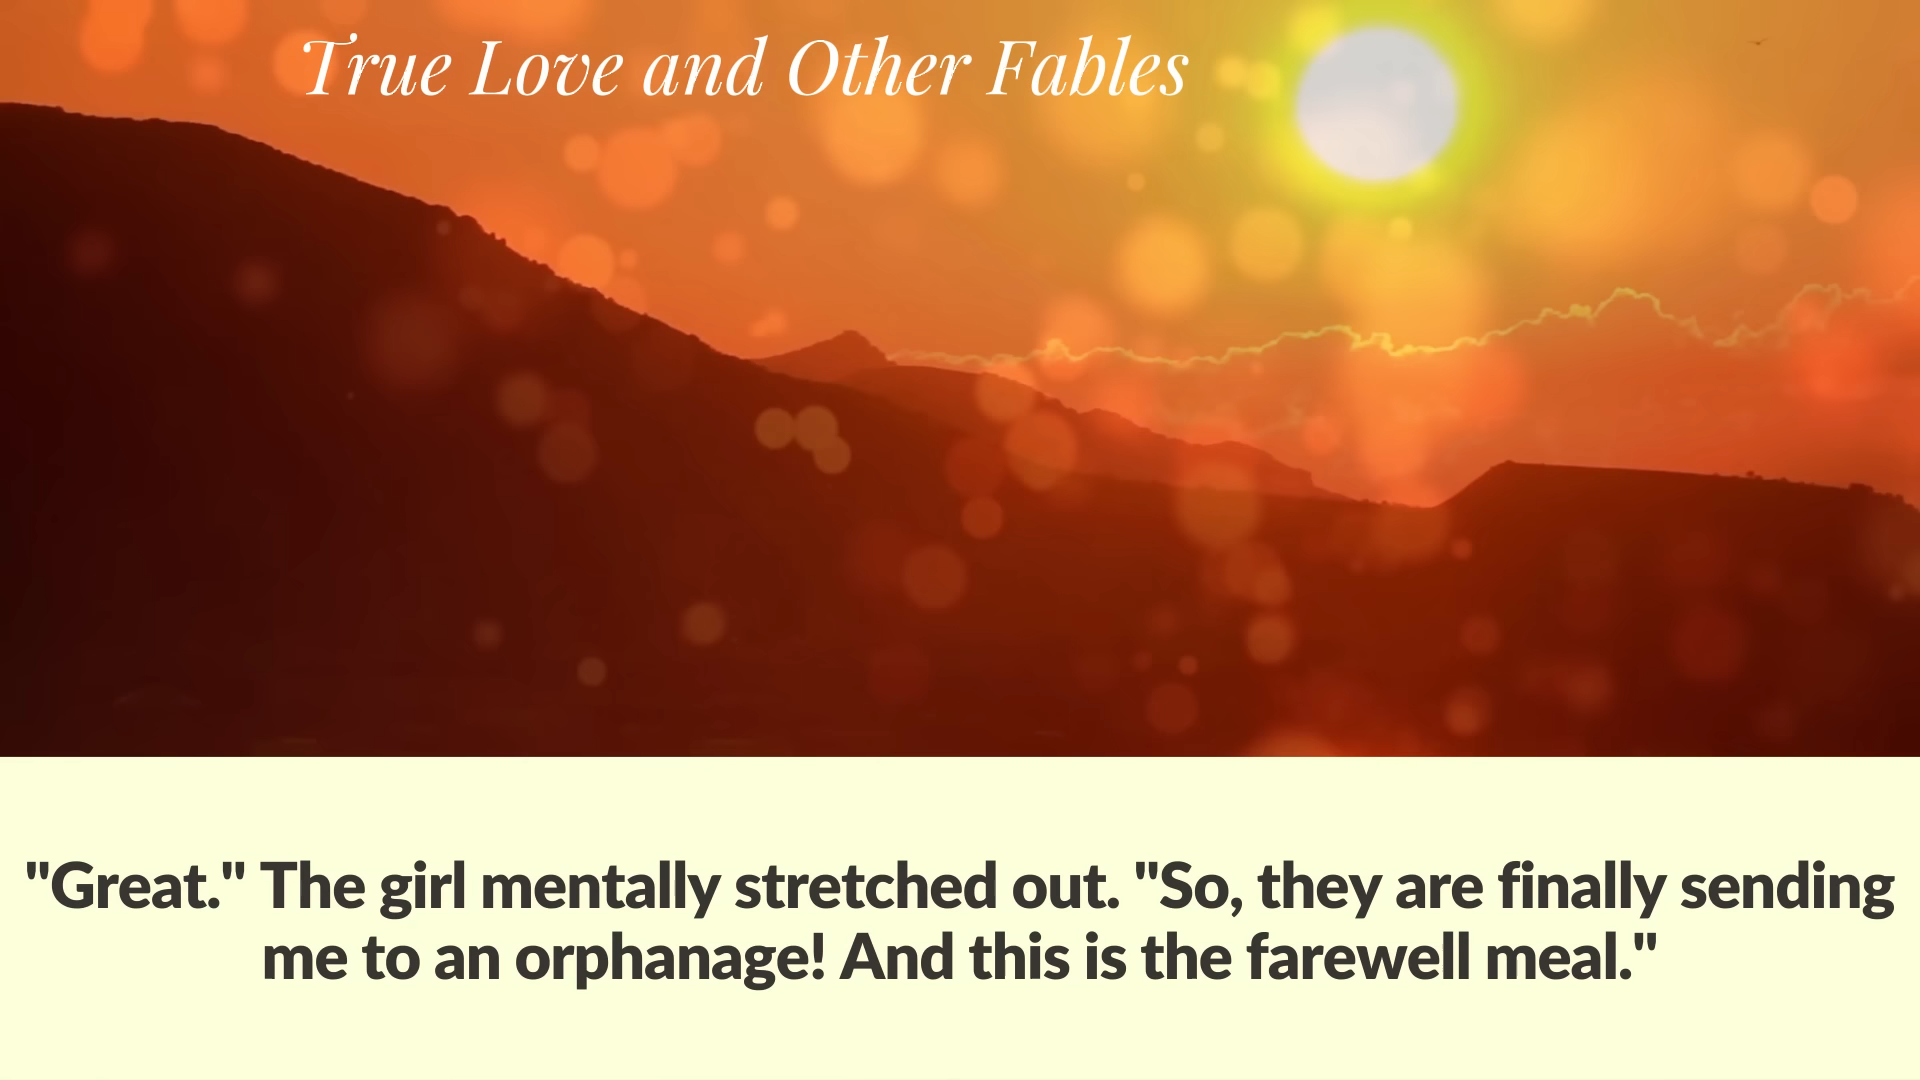 True Love and Other Fables
"Great." The girl mentally stretched out. "So, they are finally sending
me to an orphanage! And this is the farewell meal."